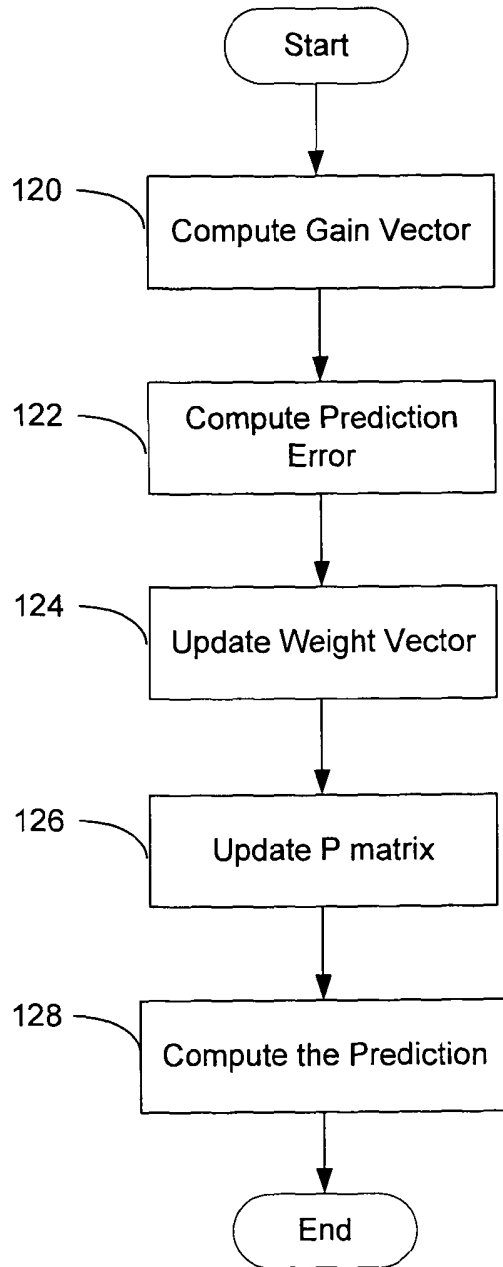 Start
120
Compute Gain Vector
122
Compute Prediction
Error
124
Update Weight Vector
126
Update P matrix
128
Compute the Prediction
End